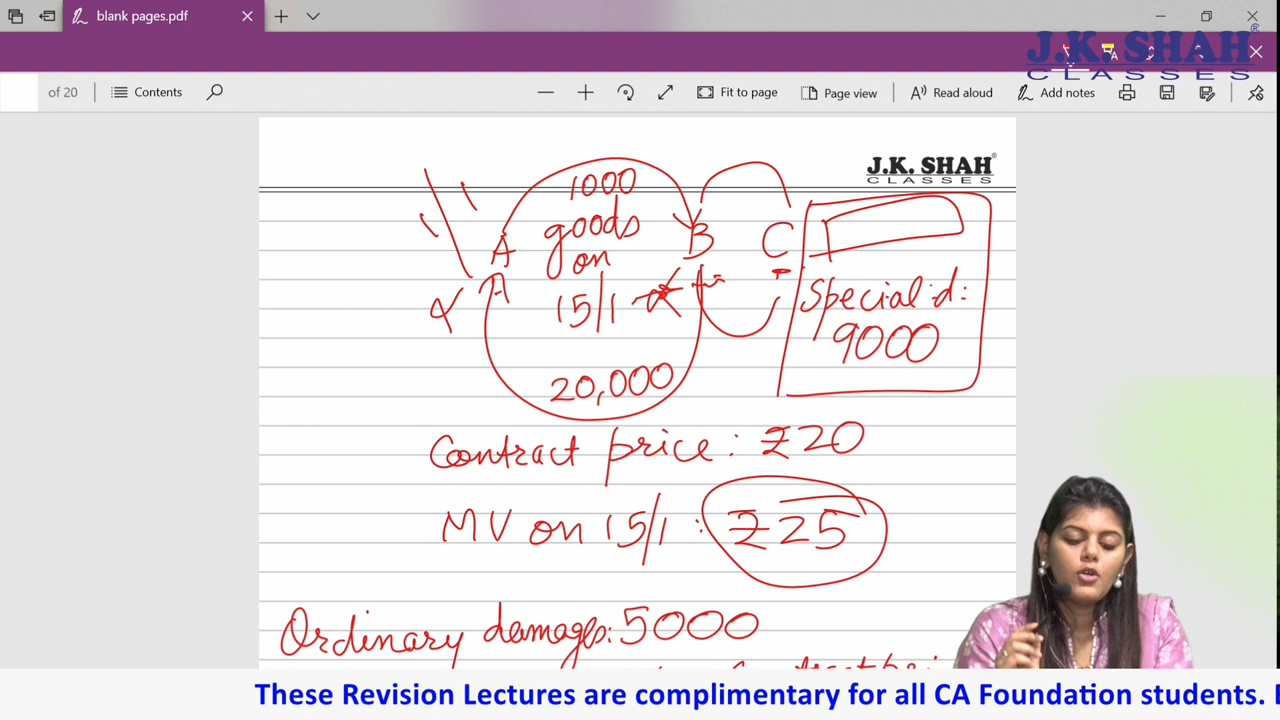 blank pages.pdf
J.K. SHAH®
CLASSES
of 20
Contents
Fit to page
Page view
Read aloud
Add notes
J.K. SHAH®
CLASSES
1000
goods
on
15/1
A B C
A
20,000
Special d:
9000
Contract price: ₹20
MV on 15/1: ₹25
Ordinary damages: 5000
These Revision Lectures are complimentary for all CA Foundation students.